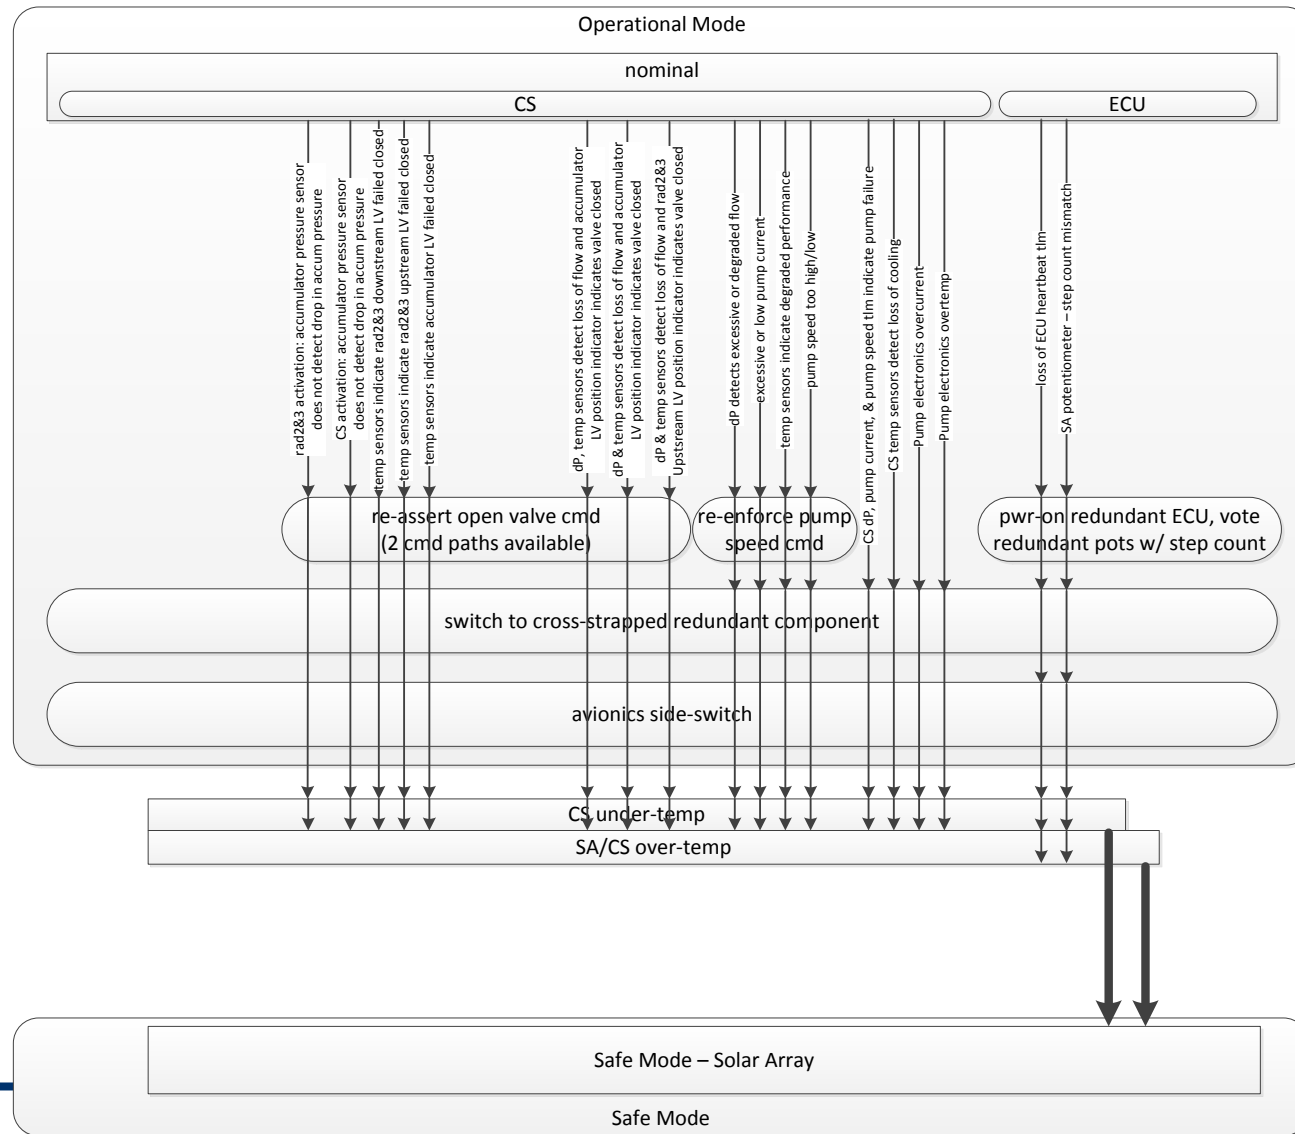 Operational Mode
nominal
CS
ECU
rad2&3 activation: accumulator pressure sensor
does not detect drop in accum pressure
CS activation: accumulator pressure sensor
does not detect drop in accum pressure
temp sensors indicate rad2&3 downstream LV failed closed
temp sensors indicate rad2&3 upstream LV failed closed
temp sensors indicate accumulator LV failed closed
dP, temp sensors detect loss of flow and accumulator
LV position indicator indicates valve closed
dP & temp sensors detect loss of flow and accumulator
LV position indicator indicates valve closed
dP & temp sensors detect loss of flow and rad2&3
Upstsream LV position indicator indicates valve closed
dP detects excessive or degraded flow
excessive or low pump current
temp sensors indicate degraded performance
pump speed too high/low
CS dP, pump current, & pump speed tlm indicate pump failure
CS temp sensors detect loss of cooling
Pump electronics overcurrent
Pump electronics overtemp
loss of ECU heartbeat tlm
SA potentiometer – step count mismatch
re-assert open valve cmd
(2 cmd paths available)
re-enforce pump
speed cmd
pwr-on redundant ECU, vote
redundant pots w/ step count
switch to cross-strapped redundant component
avionics side-switch
CS under-temp
SA/CS over-temp
Safe Mode – Solar Array
Safe Mode